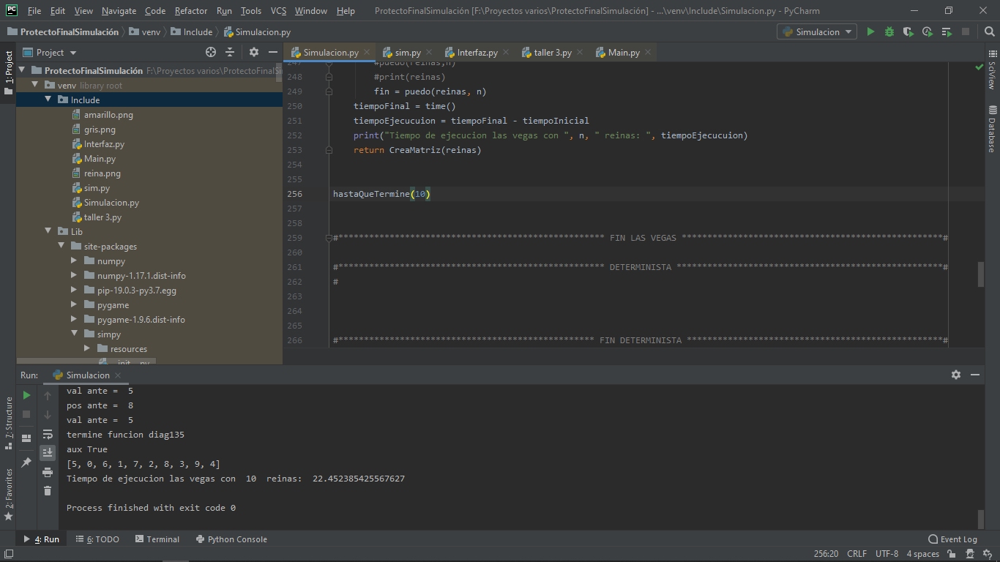 File Edit View Navigate Code Refactor Run Tools VCS Window Help ProtectoFinalSimulación [F:\Proyectos varios\ProtectoFinalSimulación] - ...\venv\Include\Simulacion.py - PyCharm
ProtectoFinalSimulación venv Include Simulacion.py Simulacion
Project Simulacion.py sim.py Interfaz.py taller 3.py Main.py
1: Project
SciView
Database
ProtectoFinalSimulación F:\Proyectos varios\ProtectoFinalSi
venv library root
Include
amarillo.png
gris.png
Interfaz.py
Main.py
reina.png
sim.py
Simulacion.py
taller 3.py
Lib
site-packages
numpy
numpy-1.17.1.dist-info
pip-19.0.3-py3.7.egg
pygame
pygame-1.9.6.dist-info
simpy
resources
__init__.py
247 #puedo(reinas,n)
248 #print(reinas)
249 fin = puedo(reinas, n)
250 tiempoFinal = time()
251 tiempoEjecucuion = tiempoFinal - tiempoInicial
252 print("Tiempo de ejecucion las vegas con ", n, " reinas: ", tiempoEjecucuion)
253 return CreaMatriz(reinas)
254
255
256 hastaQueTermine(10)
257
258
259 #**************************************************** FIN LAS VEGAS ***************************************************#
260
261 #**************************************************** DETERMINISTA ****************************************************#
262 #
263
264
265
266 #************************************************** FIN DETERMINISTA **************************************************#
Run: Simulacion
val ante =  5
pos ante =  8
val ante =  5
termine funcion diag135
aux True
[5, 0, 6, 1, 7, 2, 8, 3, 9, 4]
Tiempo de ejecucion las vegas con  10  reinas:  22.452385425567627
Process finished with exit code 0
7: Structure
2: Favorites
4: Run 6: TODO Terminal Python Console Event Log
256:20 CRLF UTF-8 4 spaces